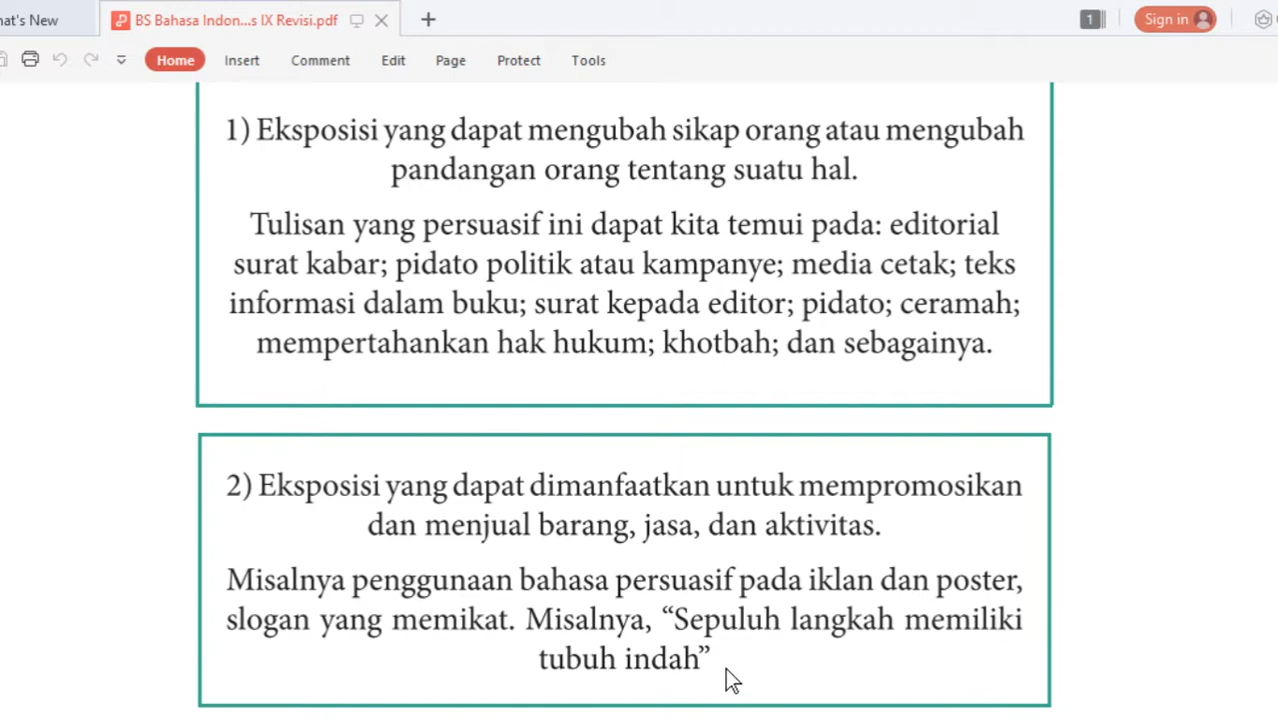 hat's New
BS Bahasa Indon...s IX Revisi.pdf
1
Sign in
Home
Insert
Comment
Edit
Page
Protect
Tools
1) Eksposisi yang dapat mengubah sikap orang atau mengubah
pandangan orang tentang suatu hal.
Tulisan yang persuasif ini dapat kita temui pada: editorial
surat kabar; pidato politik atau kampanye; media cetak; teks
informasi dalam buku; surat kepada editor; pidato; ceramah;
mempertahankan hak hukum; khotbah; dan sebagainya.
2) Eksposisi yang dapat dimanfaatkan untuk mempromosikan
dan menjual barang, jasa, dan aktivitas.
Misalnya penggunaan bahasa persuasif pada iklan dan poster,
slogan yang memikat. Misalnya, “Sepuluh langkah memiliki
tubuh indah”